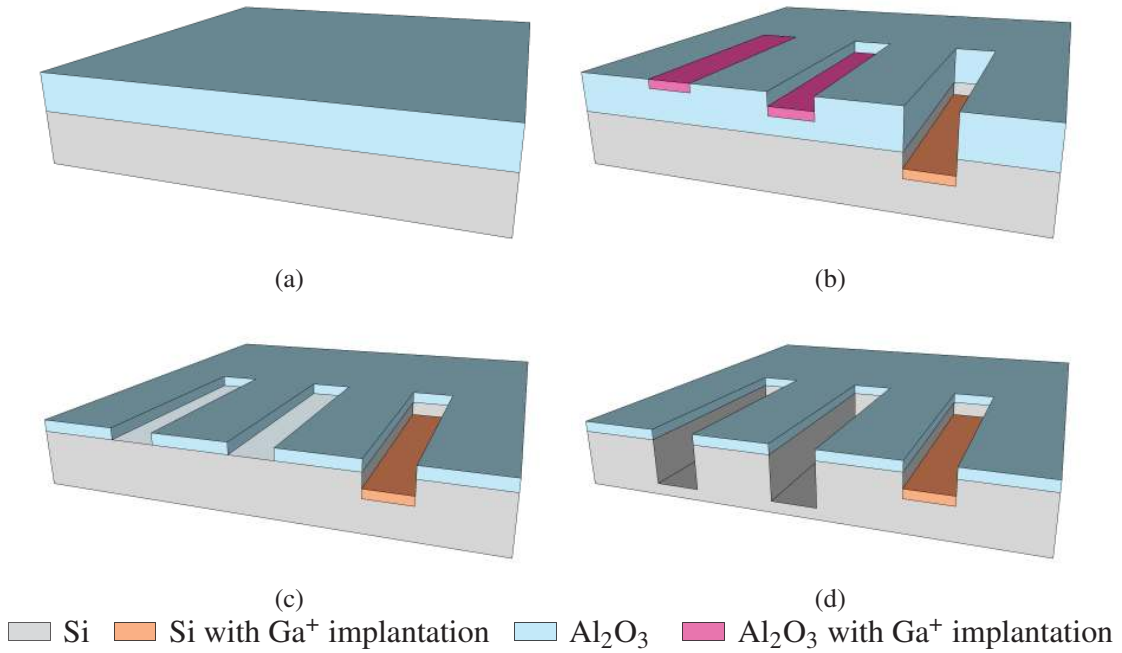 (a)
(b)
(c)
(d)
Si
Si with Ga⁺ implantation
Al₂O₃
Al₂O₃ with Ga⁺ implantation